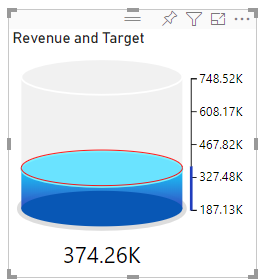 Revenue and Target
748.52K
608.17K
467.82K
327.48K
187.13K
374.26K